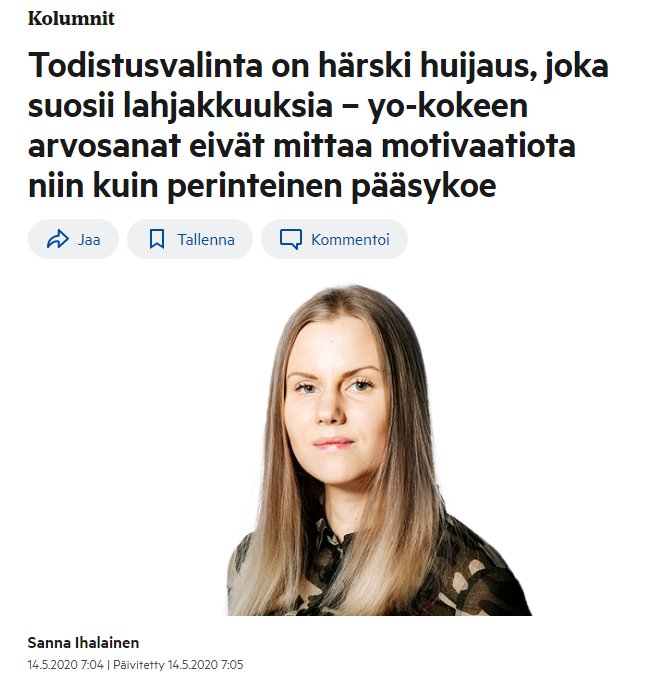 Kolumnit
Todistusvalinta on härski huijaus, joka
suosii lahjakkuuksia – yo-kokeen
arvosanat eivät mittaa motivaatiota
niin kuin perinteinen pääsykoe
Jaa
Tallenna
Kommentoi
Sanna Ihalainen
14.5.2020 7:04 | Päivitetty 14.5.2020 7:05